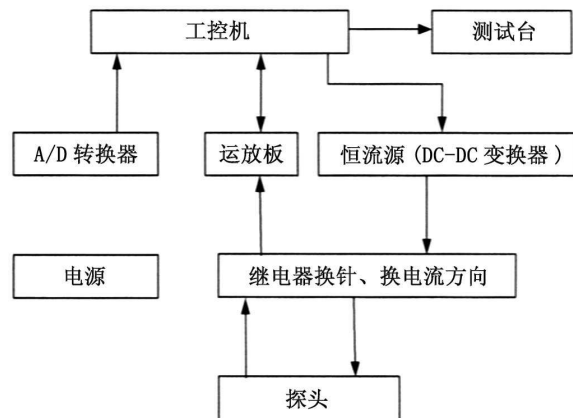 工控机
测试台
A/D 转换器
运放板
恒流源 (DC-DC 变换器 )
电源
继电器换针、换电流方向
探头